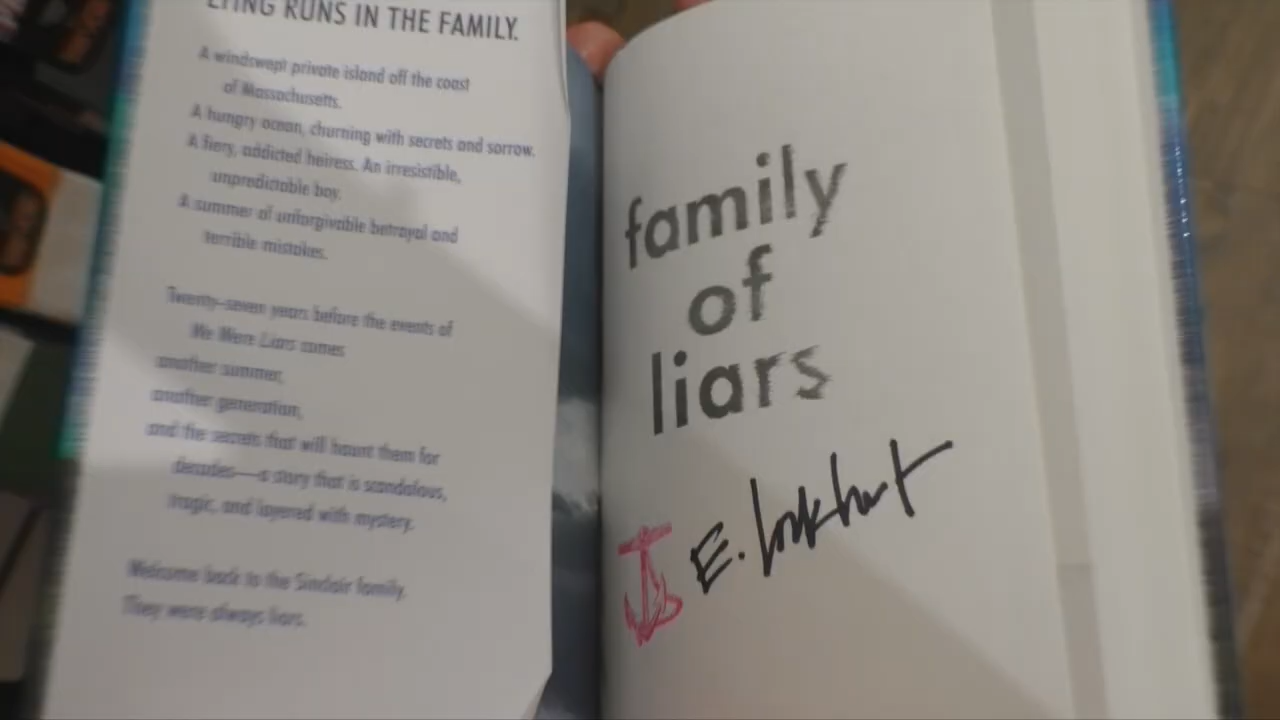 LYING RUNS IN THE FAMILY.
A windswept private island off the coast
of Massachusetts.
A hungry ocean, churning with secrets and sorrow.
A fiery, addicted heiress. An irresistible,
unpredictable boy.
A summer of unforgivable betrayal and
terrible mistakes.
Twenty-seven years before the events of
We Were Liars comes
another summer,
another generation,
and the secrets that will haunt them for
decades—a story that is scandalous,
tragic, and layered with mystery.
Welcome back to the Sinclair family.
They were always liars.
family
of
liars
E. Lockhart